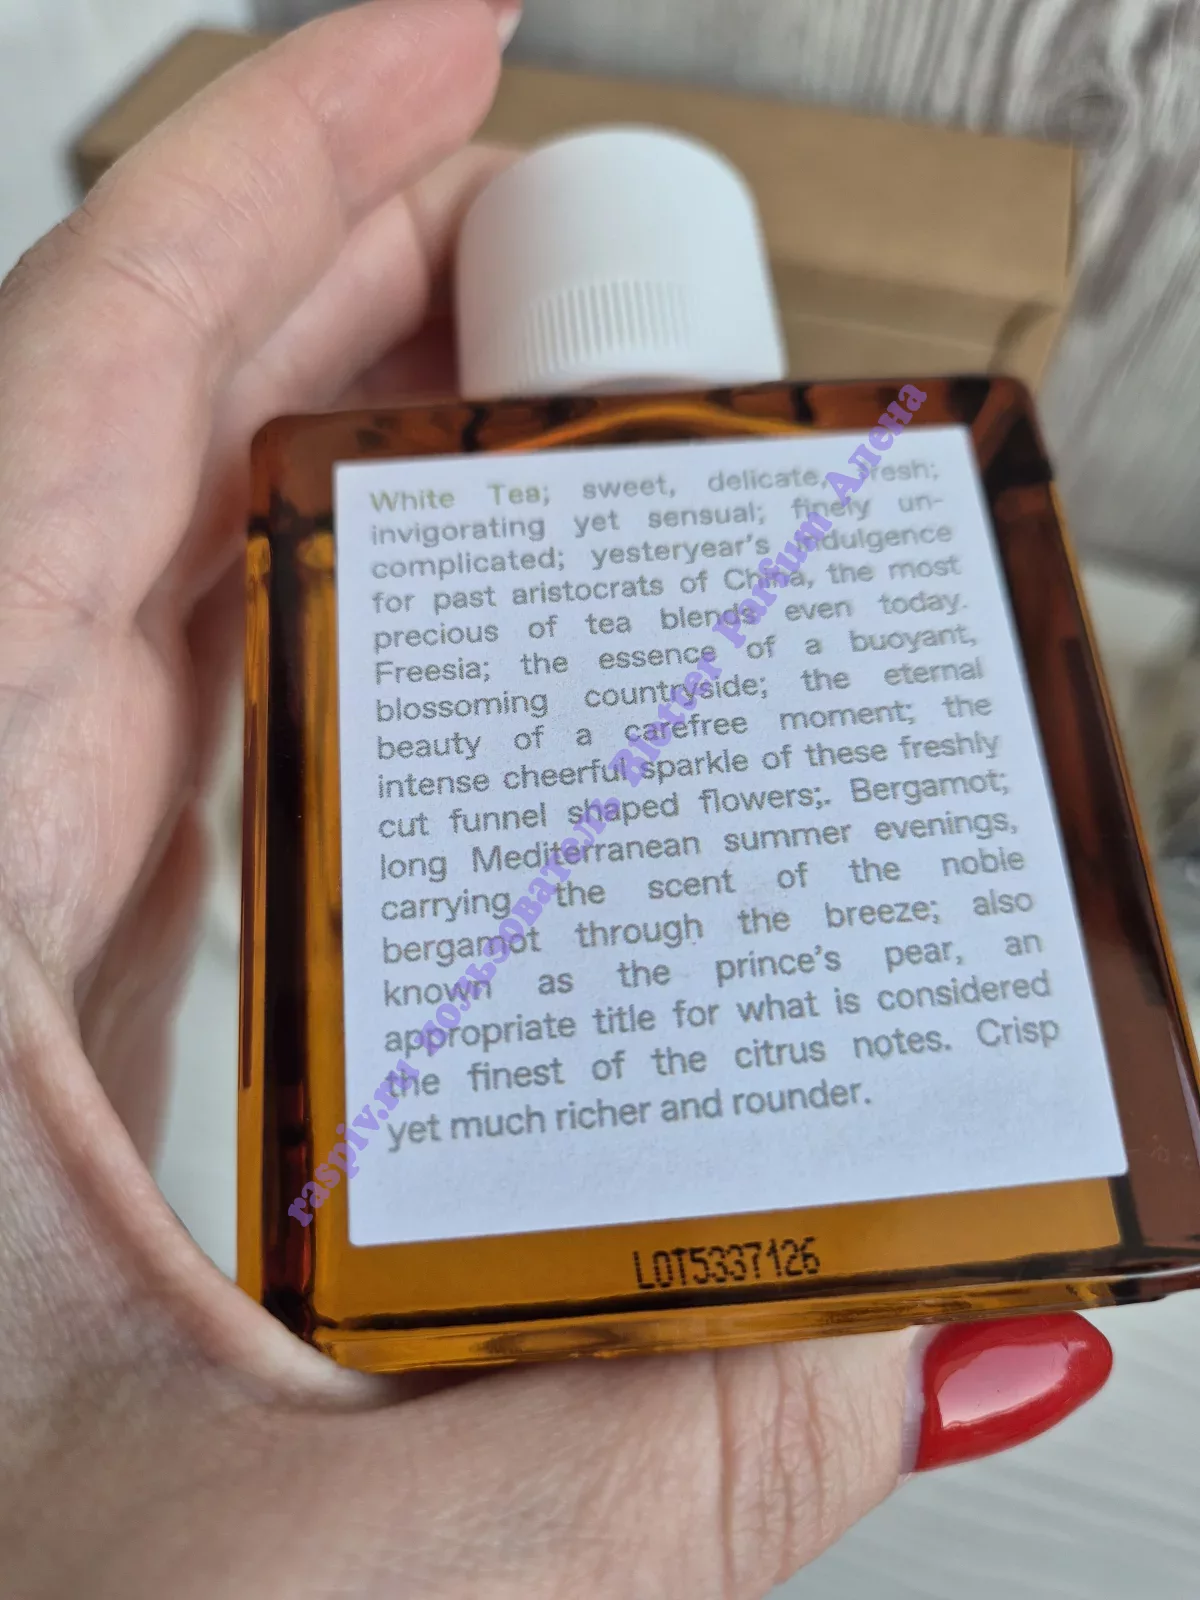 White Tea; sweet, delicate, fresh;
invigorating yet sensual; finely un-
complicated; yesteryear's indulgence
for past aristocrats of China, the most
precious of tea blends even today.
Freesia; the essence of a buoyant,
blossoming countryside; the eternal
beauty of a carefree moment; the
intense cheerful sparkle of these freshly
cut funnel shaped flowers;. Bergamot;
long Mediterranean summer evenings,
carrying the scent of the noble
bergamot through the breeze; also
known as the prince's pear, an
appropriate title for what is considered
the finest of the citrus notes. Crisp
yet much richer and rounder.
LOT5337126
raspiv.ru пользователь Rietser Parfum Алена